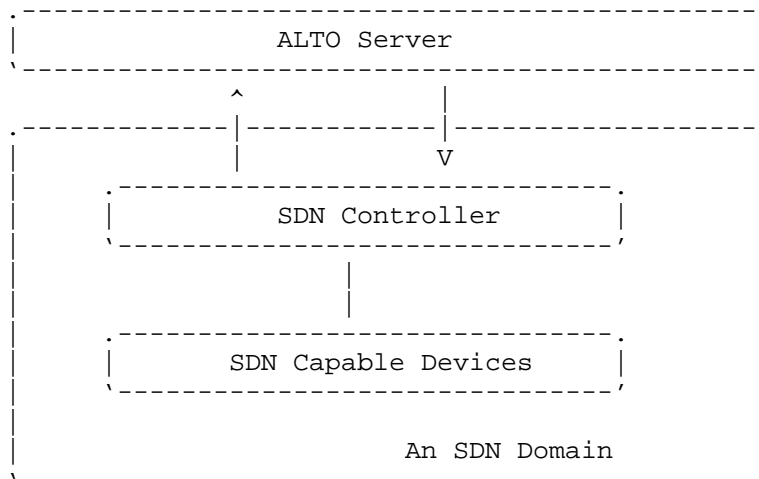 ALTO Server
SDN Controller
SDN Capable Devices
An SDN Domain